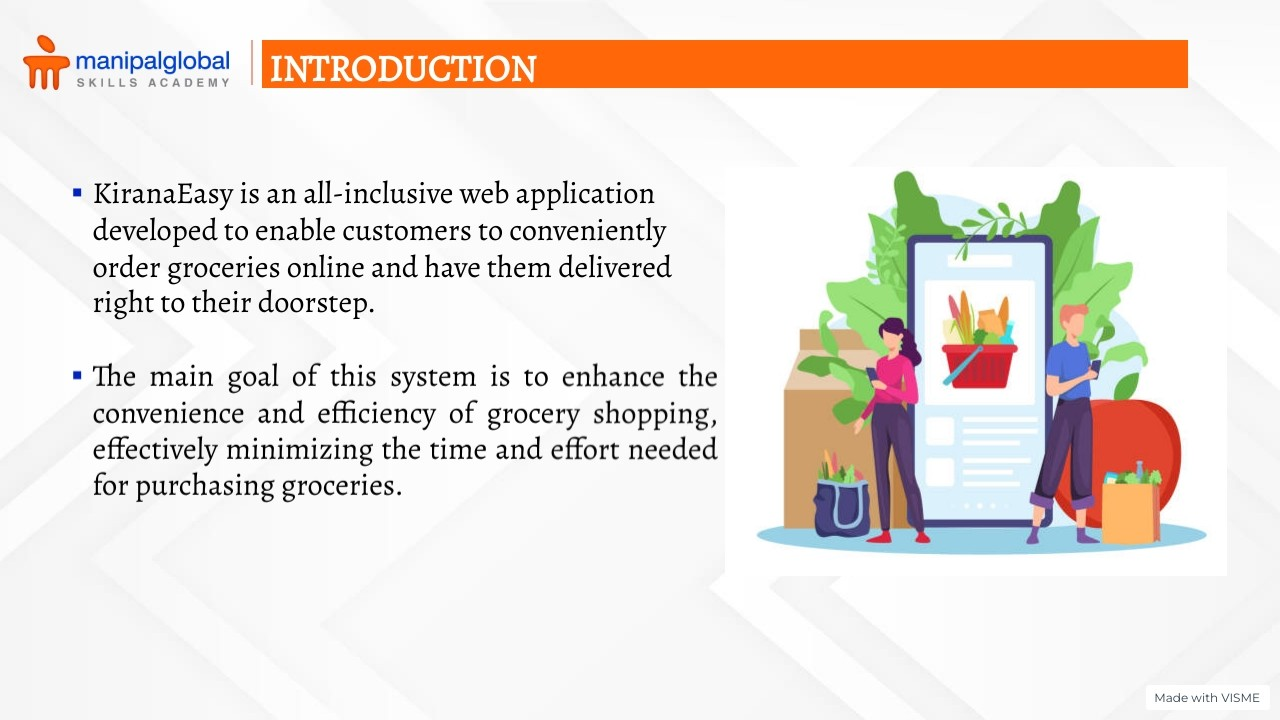 manipalglobal
SKILLS ACADEMY
INTRODUCTION
▪ KiranaEasy is an all-inclusive web application
developed to enable customers to conveniently
order groceries online and have them delivered
right to their doorstep.
▪ The main goal of this system is to enhance the
convenience and efficiency of grocery shopping,
effectively minimizing the time and effort needed
for purchasing groceries.
Made with VISME